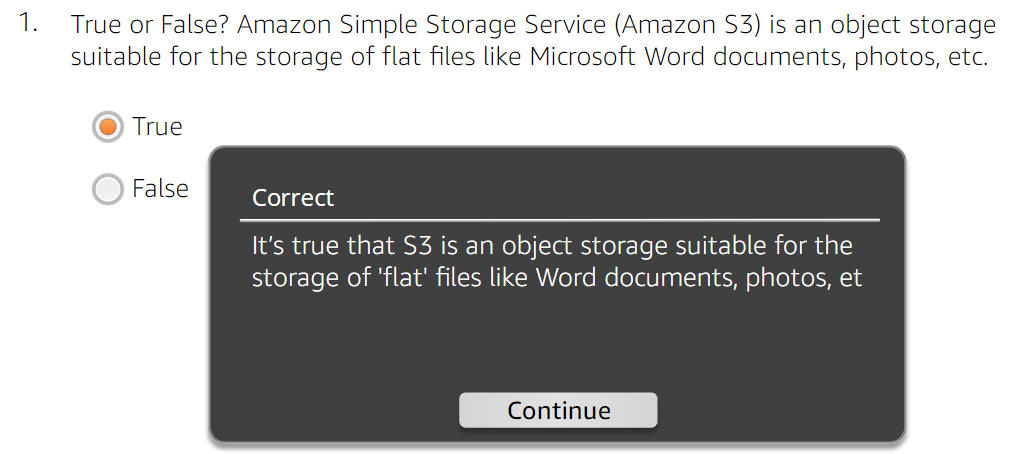 1. True or False? Amazon Simple Storage Service (Amazon S3) is an object storage
suitable for the storage of flat files like Microsoft Word documents, photos, etc.
True
False
Correct
It's true that S3 is an object storage suitable for the
storage of 'flat' files like Word documents, photos, et
Continue